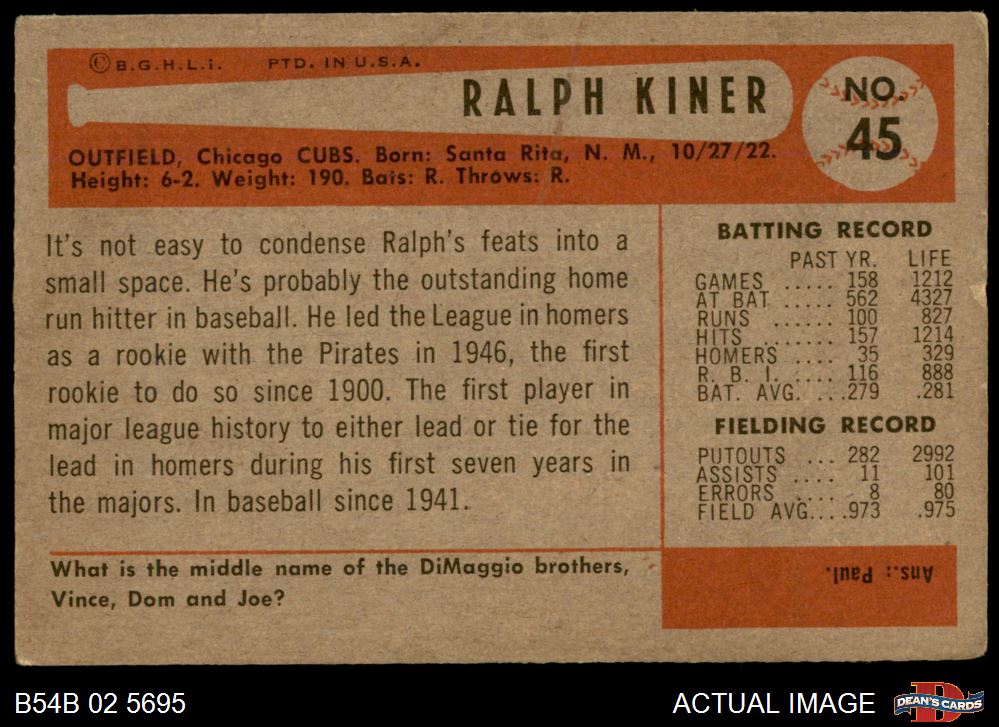 © B.G.H.L.I. PTD. IN U.S.A.
RALPH KINER
NO.
45
OUTFIELD, Chicago CUBS. Born: Santa Rita, N. M., 10/27/22.
Height: 6-2. Weight: 190. Bats: R. Throws: R.
It's not easy to condense Ralph's feats into a
small space. He's probably the outstanding home
run hitter in baseball. He led the League in homers
as a rookie with the Pirates in 1946, the first
rookie to do so since 1900. The first player in
major league history to either lead or tie for the
lead in homers during his first seven years in
the majors. In baseball since 1941.
What is the middle name of the DiMaggio brothers,
Vince, Dom and Joe?
BATTING RECORD
PAST YR. LIFE
GAMES ..... 158 1212
AT BAT ..... 562 4327
RUNS ...... 100 827
HITS ....... 157 1214
HOMERS .... 35 329
R. B. I. .... 116 888
BAT. AVG. ...279 .281
FIELDING RECORD
PUTOUTS ... 282 2992
ASSISTS .... 11 101
ERRORS .... 8 80
FIELD AVG....973 .975
Ans.: Paul.
B54B 02 5695
ACTUAL IMAGE
D
DEAN'S CARDS